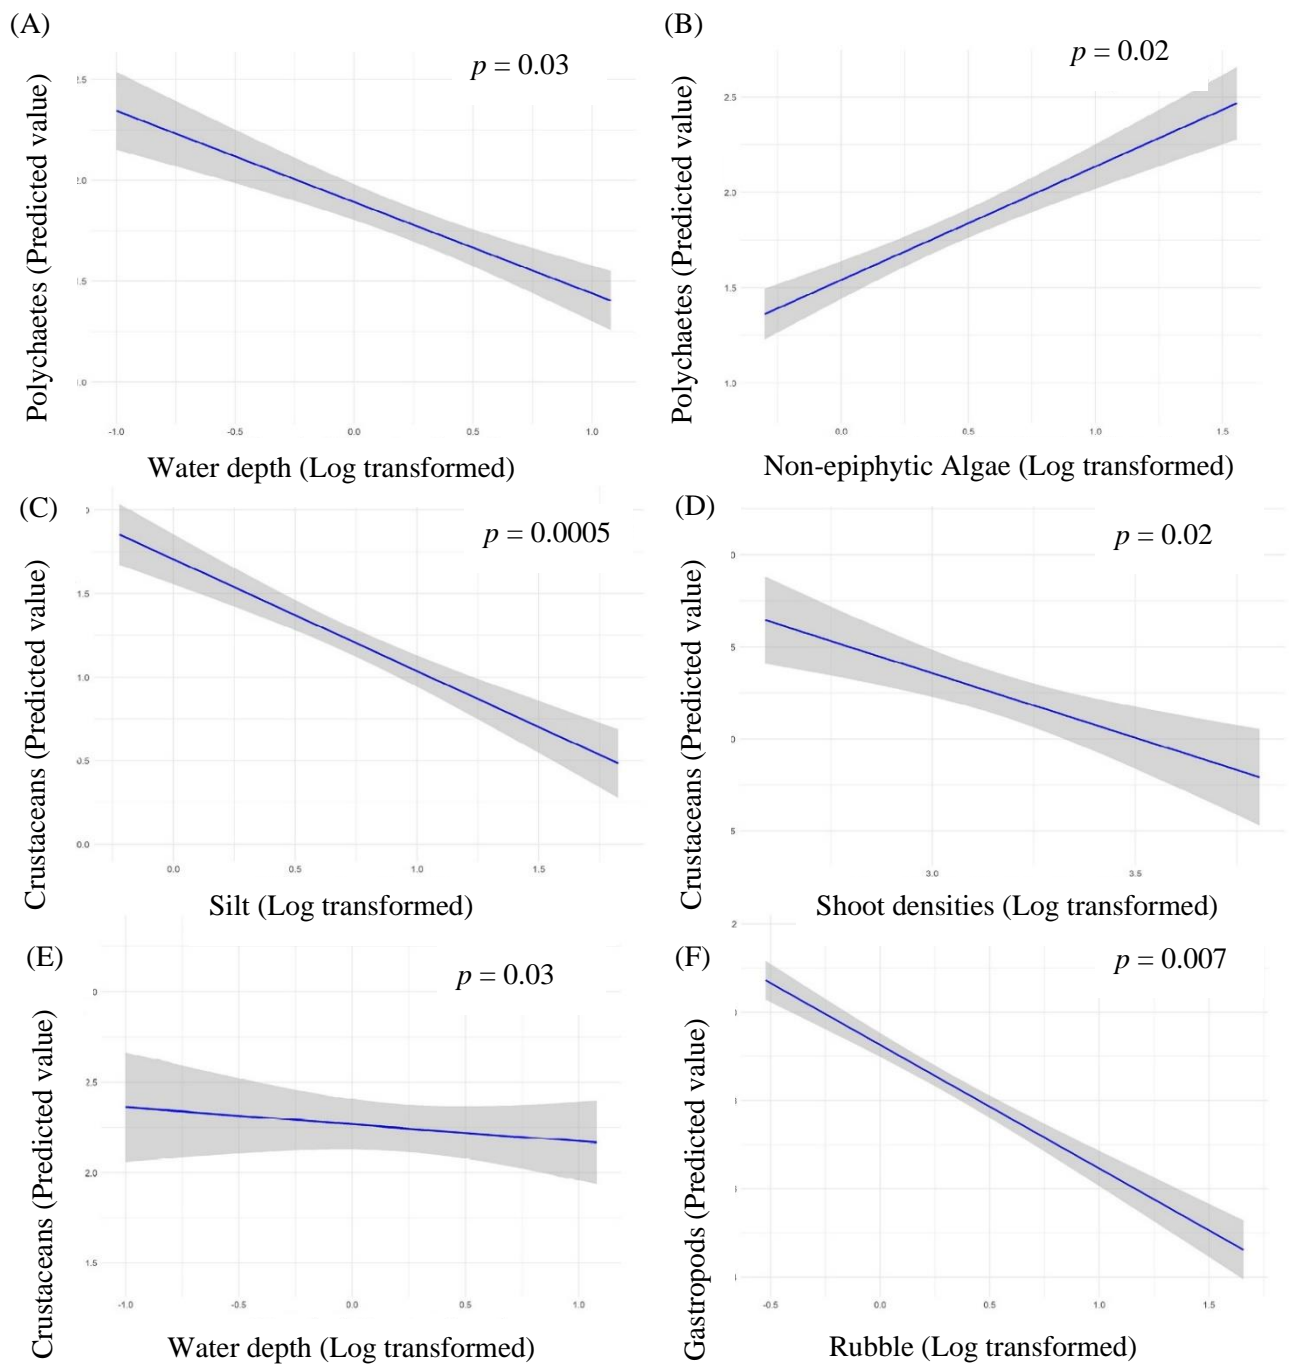 (A)
p = 0.03
Polychaetes (Predicted value)
2.0
-1.0 -0.5 0.0 0.5 1.0
Water depth (Log transformed)
(B)
p = 0.02
Polychaetes (Predicted value)
2.5
2.0
1.5
1.0
0.0 0.5 1.0 1.5
Non-epiphytic Algae (Log transformed)
(C)
p = 0.0005
Crustaceans (Predicted value)
1.5
1.0
0.0
0.0 0.5 1.0 1.5
Silt (Log transformed)
(D)
p = 0.02
Crustaceans (Predicted value)
0
5
0
5
3.0 3.5
Shoot densities (Log transformed)
(E)
p = 0.03
Crustaceans (Predicted value)
0
2.5
2.0
1.5
-1.0 -0.5 0.0 0.5 1.0
Water depth (Log transformed)
(F)
p = 0.007
Gastropods (Predicted value)
2
-0.5 0.0 0.5 1.0 1.5
Rubble (Log transformed)